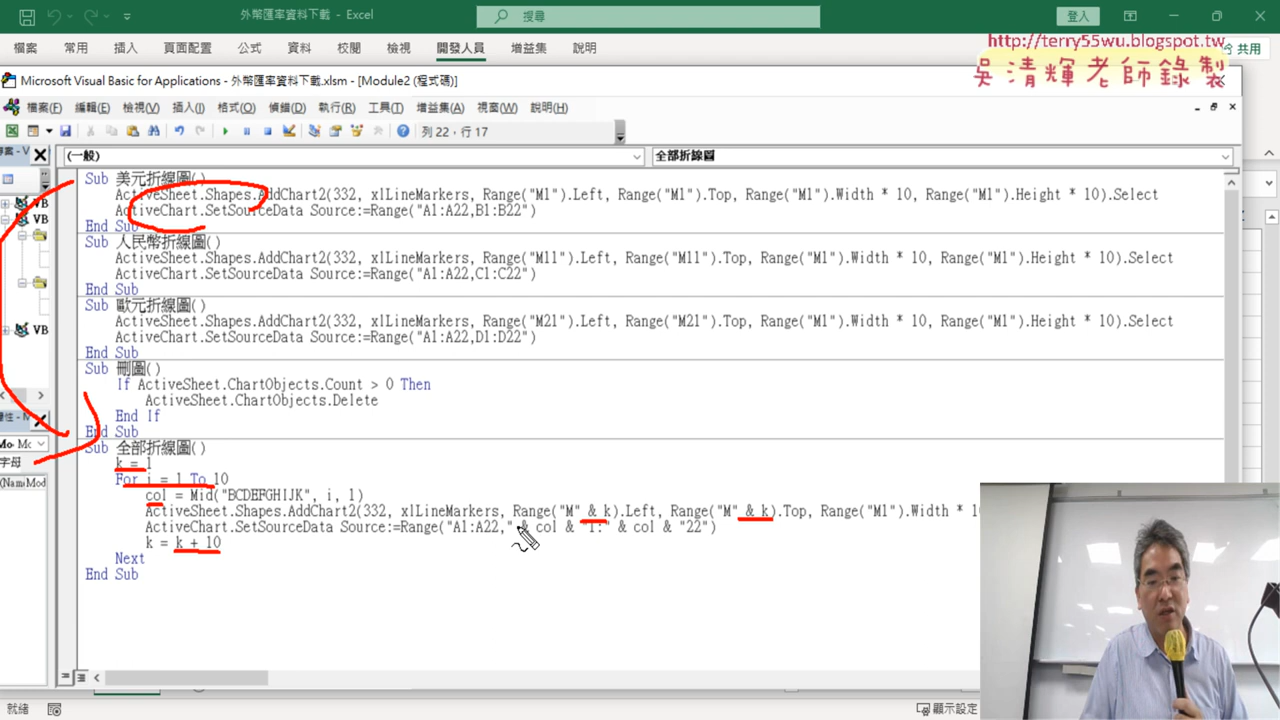 外幣匯率資料下載 - Excel
搜尋
登入
檔案 常用 插入 頁面配置 公式 資料 校閱 檢視 開發人員 增益集 說明
共用
http://terry55wu.blogspot.tw
吳清輝老師錄製
Microsoft Visual Basic for Applications - 外幣匯率資料下載.xlsm - [Module2 (程式碼)]
檔案(F) 編輯(E) 檢視(V) 插入(I) 格式(O) 偵錯(D) 執行(R) 工具(T) 增益集(A) 視窗(W) 說明(H)
列 22，行 17
(一般)
全部折線圖
Sub 美元折線圖()
ActiveSheet.Shapes.AddChart2(332, xlLineMarkers, Range("M1").Left, Range("M1").Top, Range("M1").Width * 10, Range("M1").Height * 10).Select
ActiveChart.SetSourceData Source:=Range("A1:A22,B1:B22")
End Sub
Sub 人民幣折線圖()
ActiveSheet.Shapes.AddChart2(332, xlLineMarkers, Range("M11").Left, Range("M11").Top, Range("M1").Width * 10, Range("M1").Height * 10).Select
ActiveChart.SetSourceData Source:=Range("A1:A22,C1:C22")
End Sub
Sub 歐元折線圖()
ActiveSheet.Shapes.AddChart2(332, xlLineMarkers, Range("M21").Left, Range("M21").Top, Range("M1").Width * 10, Range("M1").Height * 10).Select
ActiveChart.SetSourceData Source:=Range("A1:A22,D1:D22")
End Sub
Sub 刪圖()
If ActiveSheet.ChartObjects.Count > 0 Then
ActiveSheet.ChartObjects.Delete
End If
End Sub
Sub 全部折線圖()
k = 1
For i = 1 To 10
col = Mid("BCDEFGHIJK", i, 1)
ActiveSheet.Shapes.AddChart2(332, xlLineMarkers, Range("M" & k).Left, Range("M" & k).Top, Range("M1").Width * 1
ActiveChart.SetSourceData Source:=Range("A1:A22," & col & "1:" & col & "22")
k = k + 10
Next
End Sub
VB
VB
VB
Mo Mc
字母
(Name Mod
就緒
顯示設定